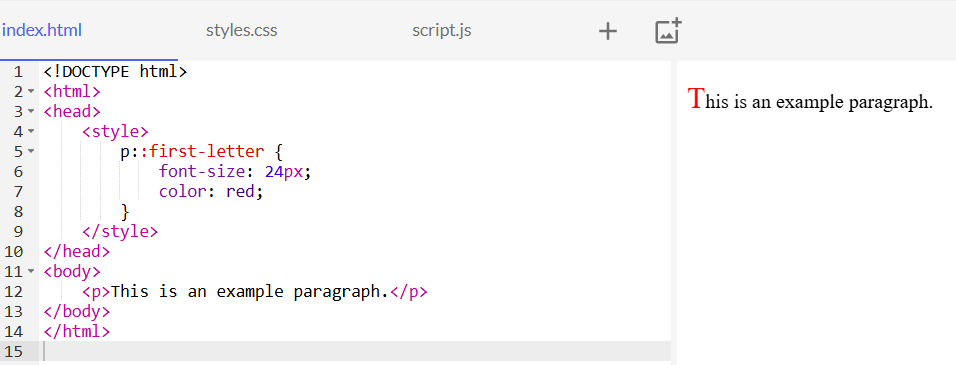 index.html styles.css script.js
1 <!DOCTYPE html>
2 <html>
3 <head>
4     <style>
5         p::first-letter {
6             font-size: 24px;
7             color: red;
8         }
9     </style>
10 </head>
11 <body>
12     <p>This is an example paragraph.</p>
13 </body>
14 </html>
15
This is an example paragraph.